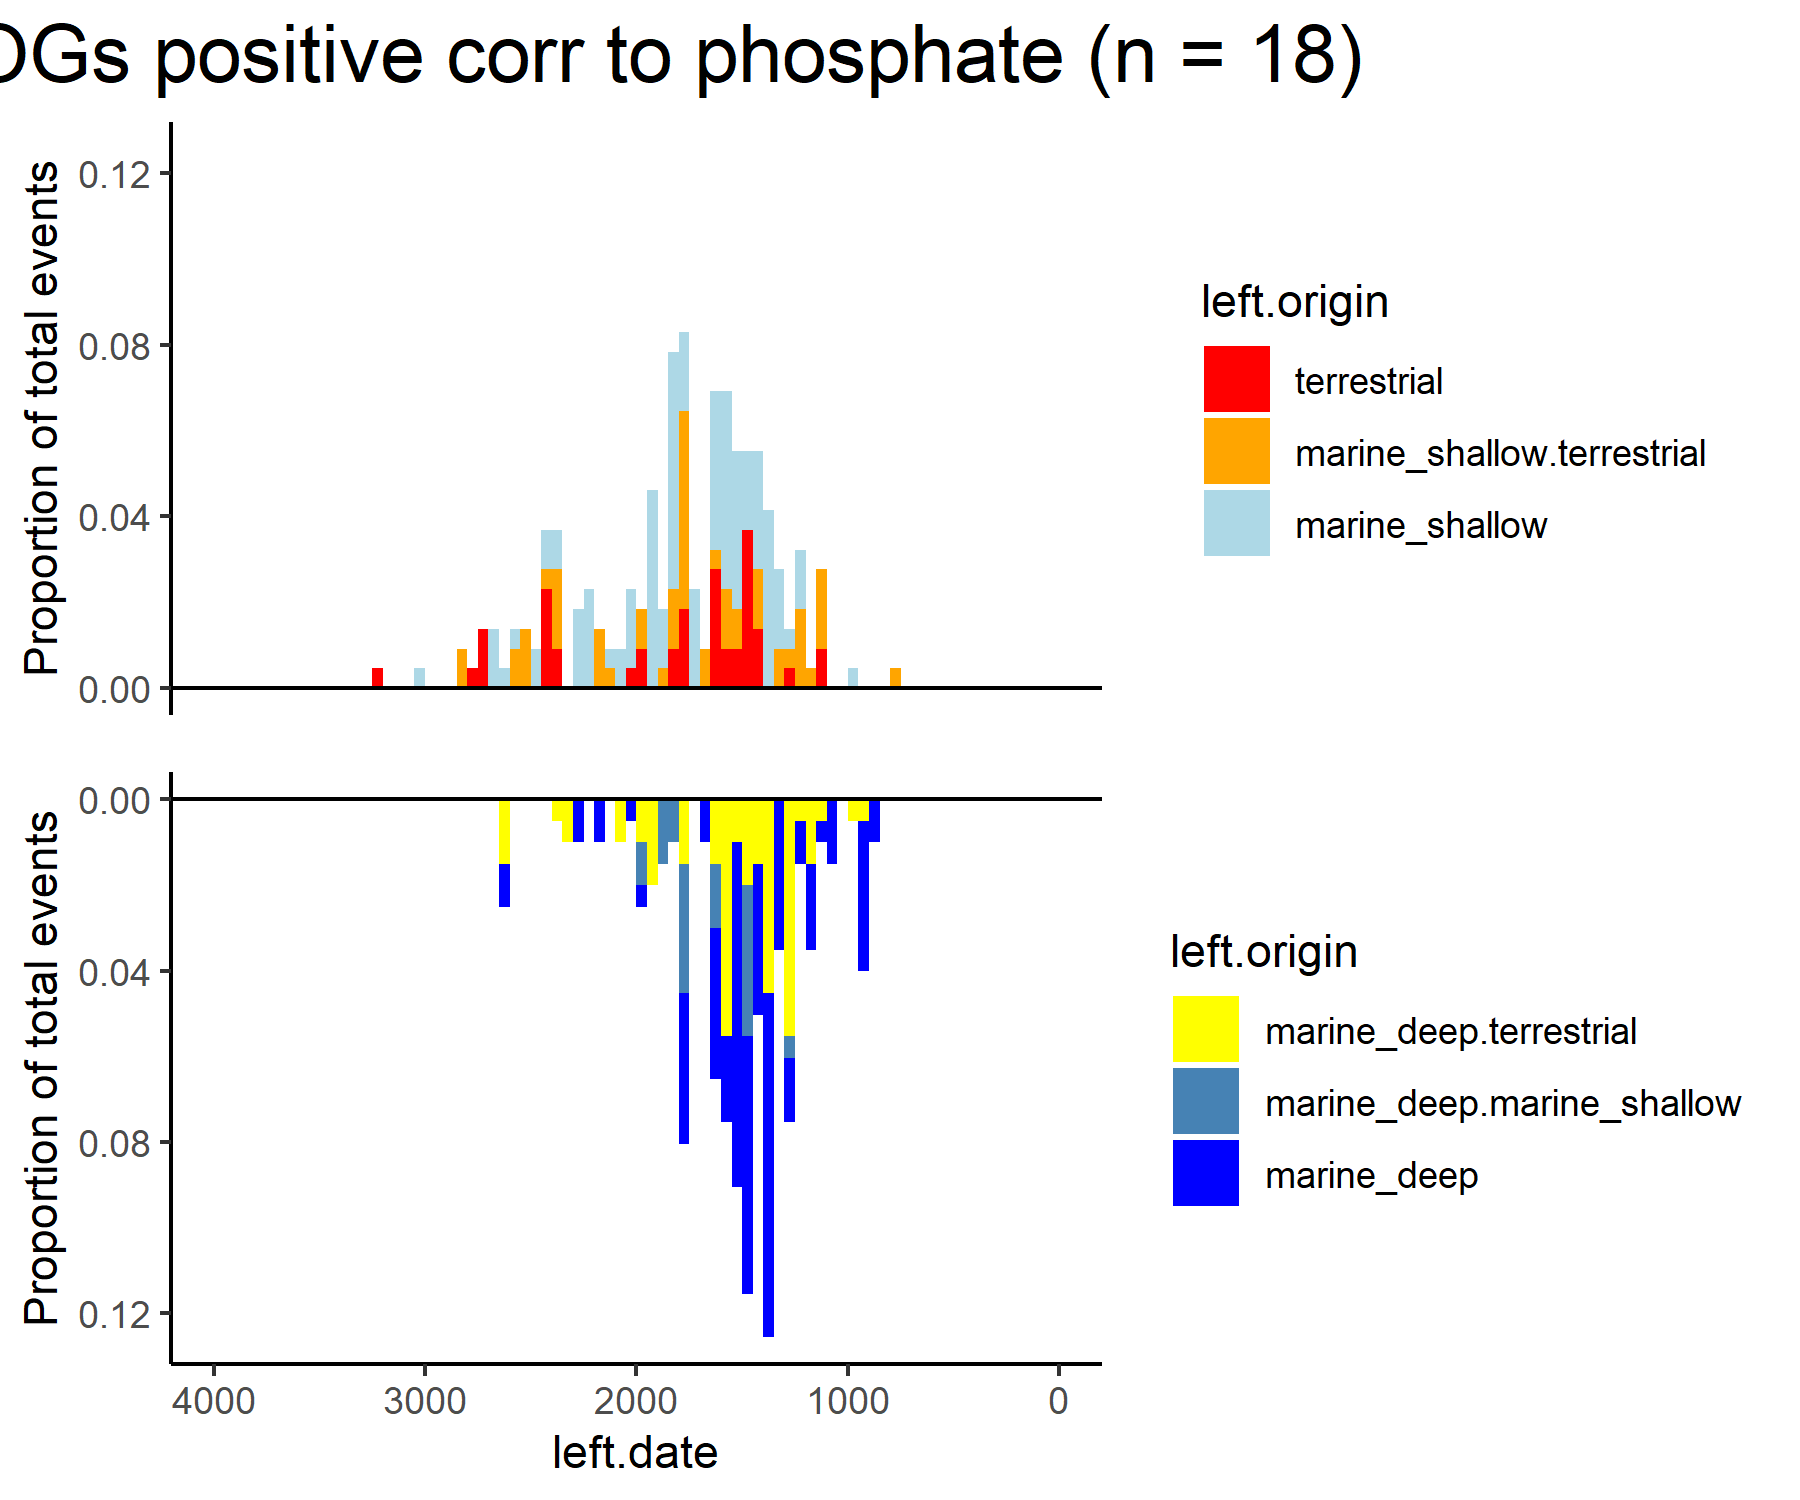 OGs positive corr to phosphate (n = 18)
Proportion of total events
0.12
0.08
0.04
0.00
left.origin
terrestrial
marine_shallow.terrestrial
marine_shallow
Proportion of total events
0.00
0.04
0.08
0.12
left.origin
marine_deep.terrestrial
marine_deep.marine_shallow
marine_deep
4000 3000 2000 1000 0
left.date